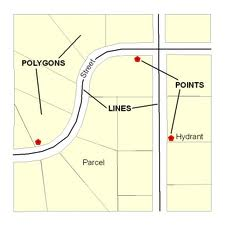 POLYGONS
Street
POINTS
LINES
Hydrant
Parcel